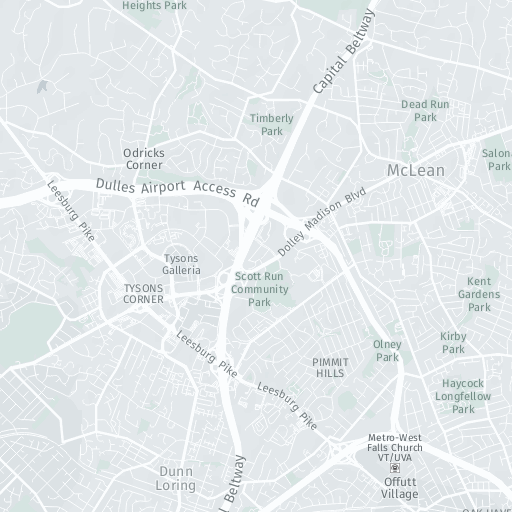 Heights Park
Capital Beltway
Dead Run
Park
Timberly
Park
Odricks
Corner
Salona
Park
McLean
Dulles Airport Access Rd
Leesburg Pike
Dolley Madison Blvd
Tysons
Galleria
Scott Run
Community
Park
TYSONS
CORNER
Kent
Gardens
Park
Leesburg Pike
Olney
Park
Kirby
Park
PIMMIT
HILLS
Leesburg Pike
Haycock
Longfellow
Park
Metro-West
Falls Church
VT/UVA
Dunn
Loring
l Beltway
Offutt
Village